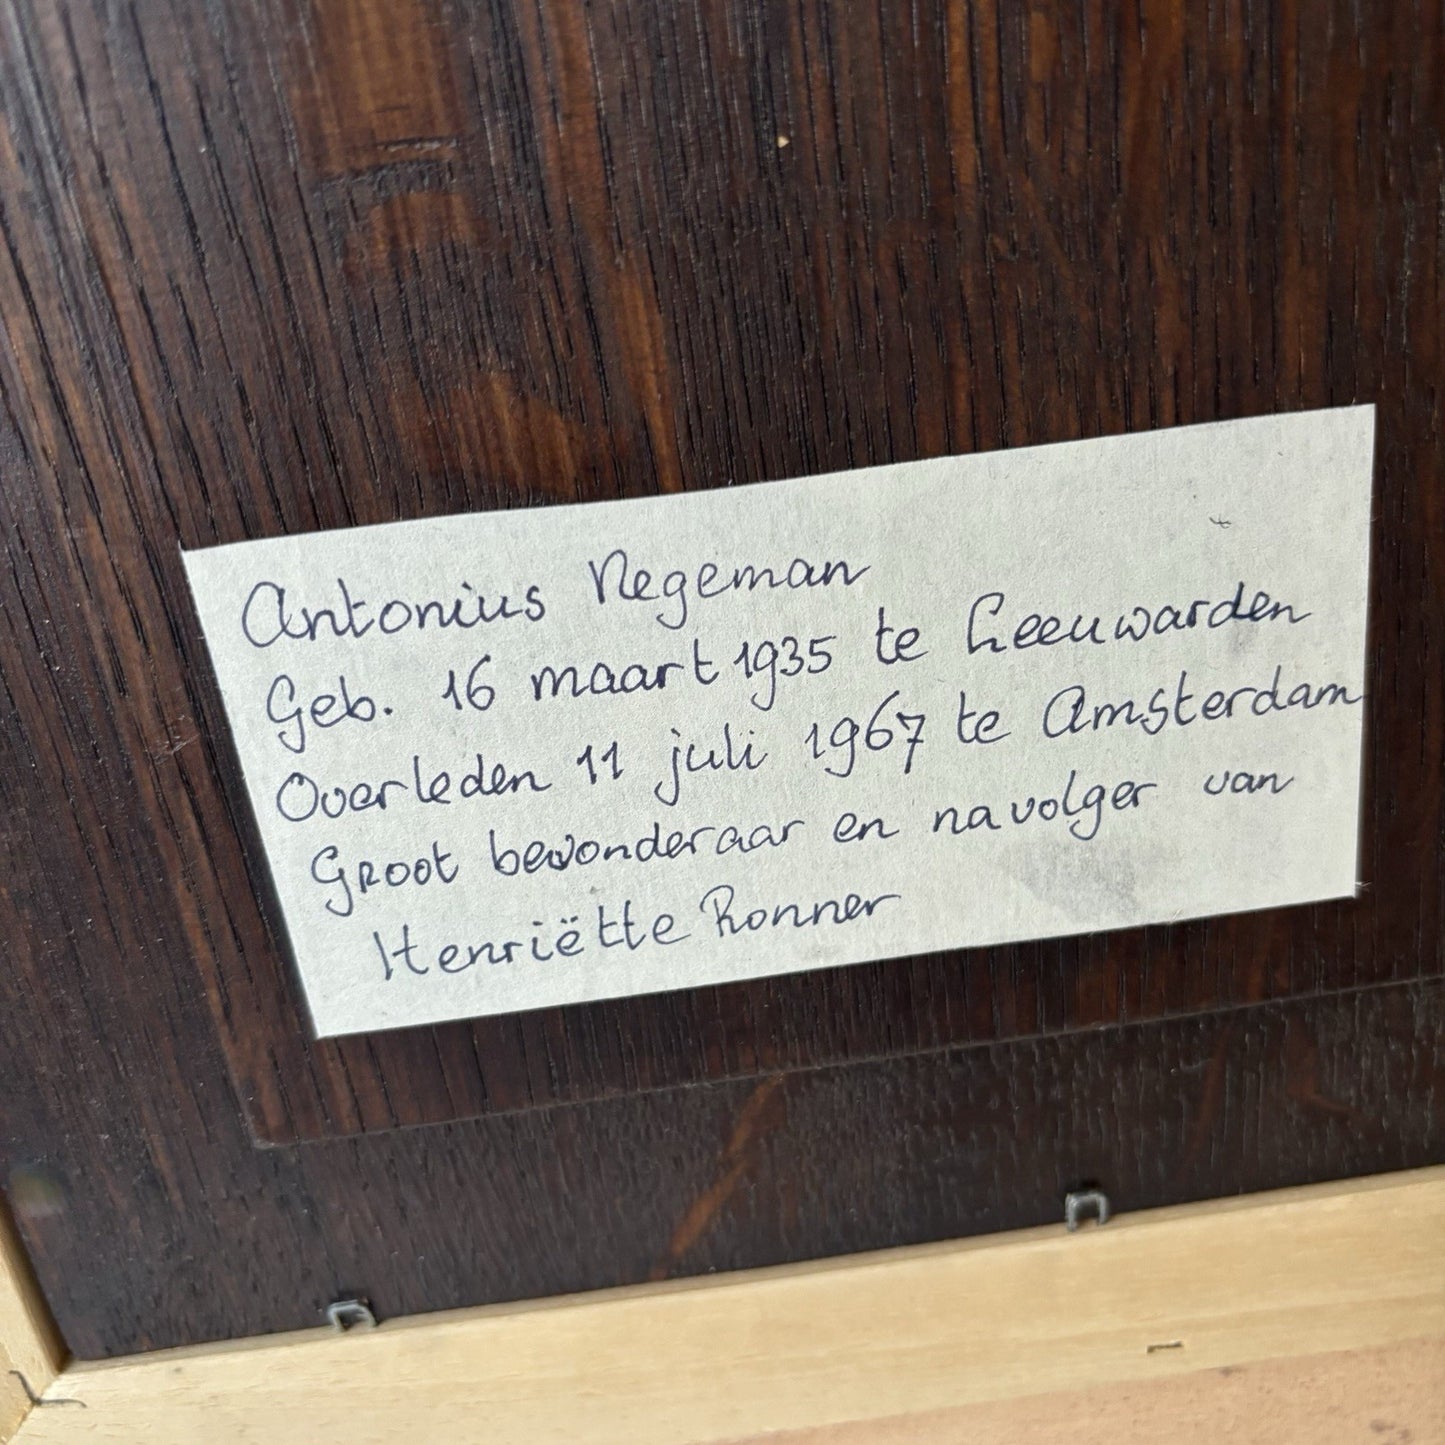 Antonius Negeman
Geb. 16 maart 1935 te Leeuwarden
Overleden 11 juli 1967 te Amsterdam
Groot bewonderaar en navolger van
Henriëtte Ronner